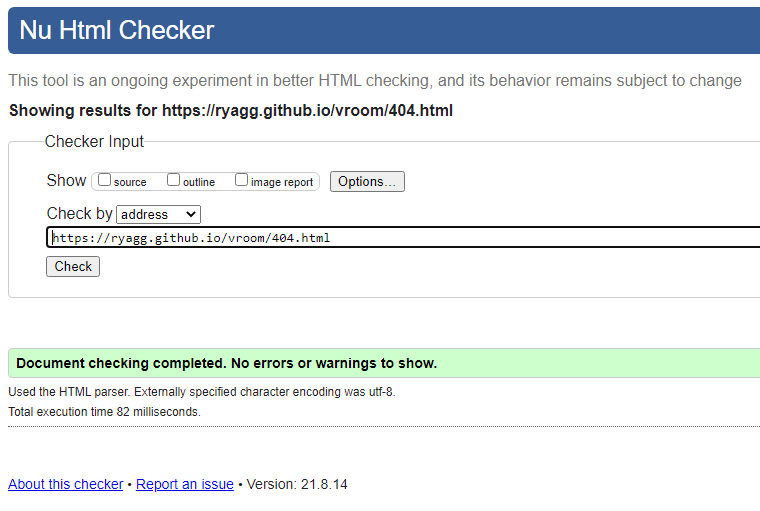 Nu Html Checker
This tool is an ongoing experiment in better HTML checking, and its behavior remains subject to change
Showing results for https://ryagg.github.io/vroom/404.html
Checker Input
Show source outline image report Options...
Check by address
https://ryagg.github.io/vroom/404.html
Check
Document checking completed. No errors or warnings to show.
Used the HTML parser. Externally specified character encoding was utf-8.
Total execution time 82 milliseconds.
About this checker • Report an issue • Version: 21.8.14